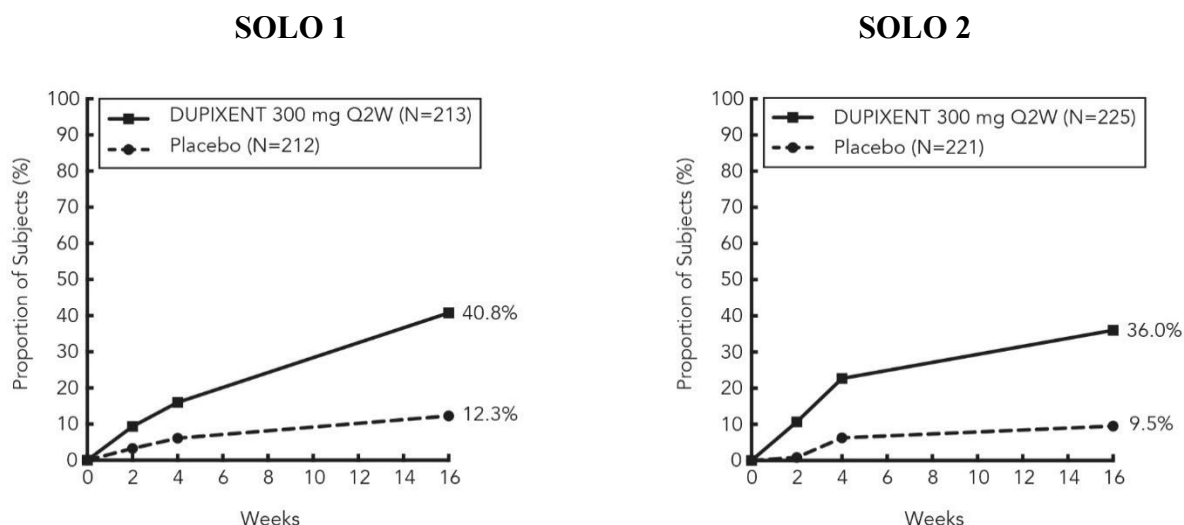 SOLO 1
DUPIXENT 300 mg Q2W (N=213)
Placebo (N=212)
Proportion of Subjects (%)
100
90
80
70
60
50
40
30
20
10
0
40.8%
12.3%
0 2 4 6 8 10 12 14 16
Weeks
SOLO 2
DUPIXENT 300 mg Q2W (N=225)
Placebo (N=221)
Proportion of Subjects (%)
100
90
80
70
60
50
40
30
20
10
0
36.0%
9.5%
0 2 4 6 8 10 12 14 16
Weeks